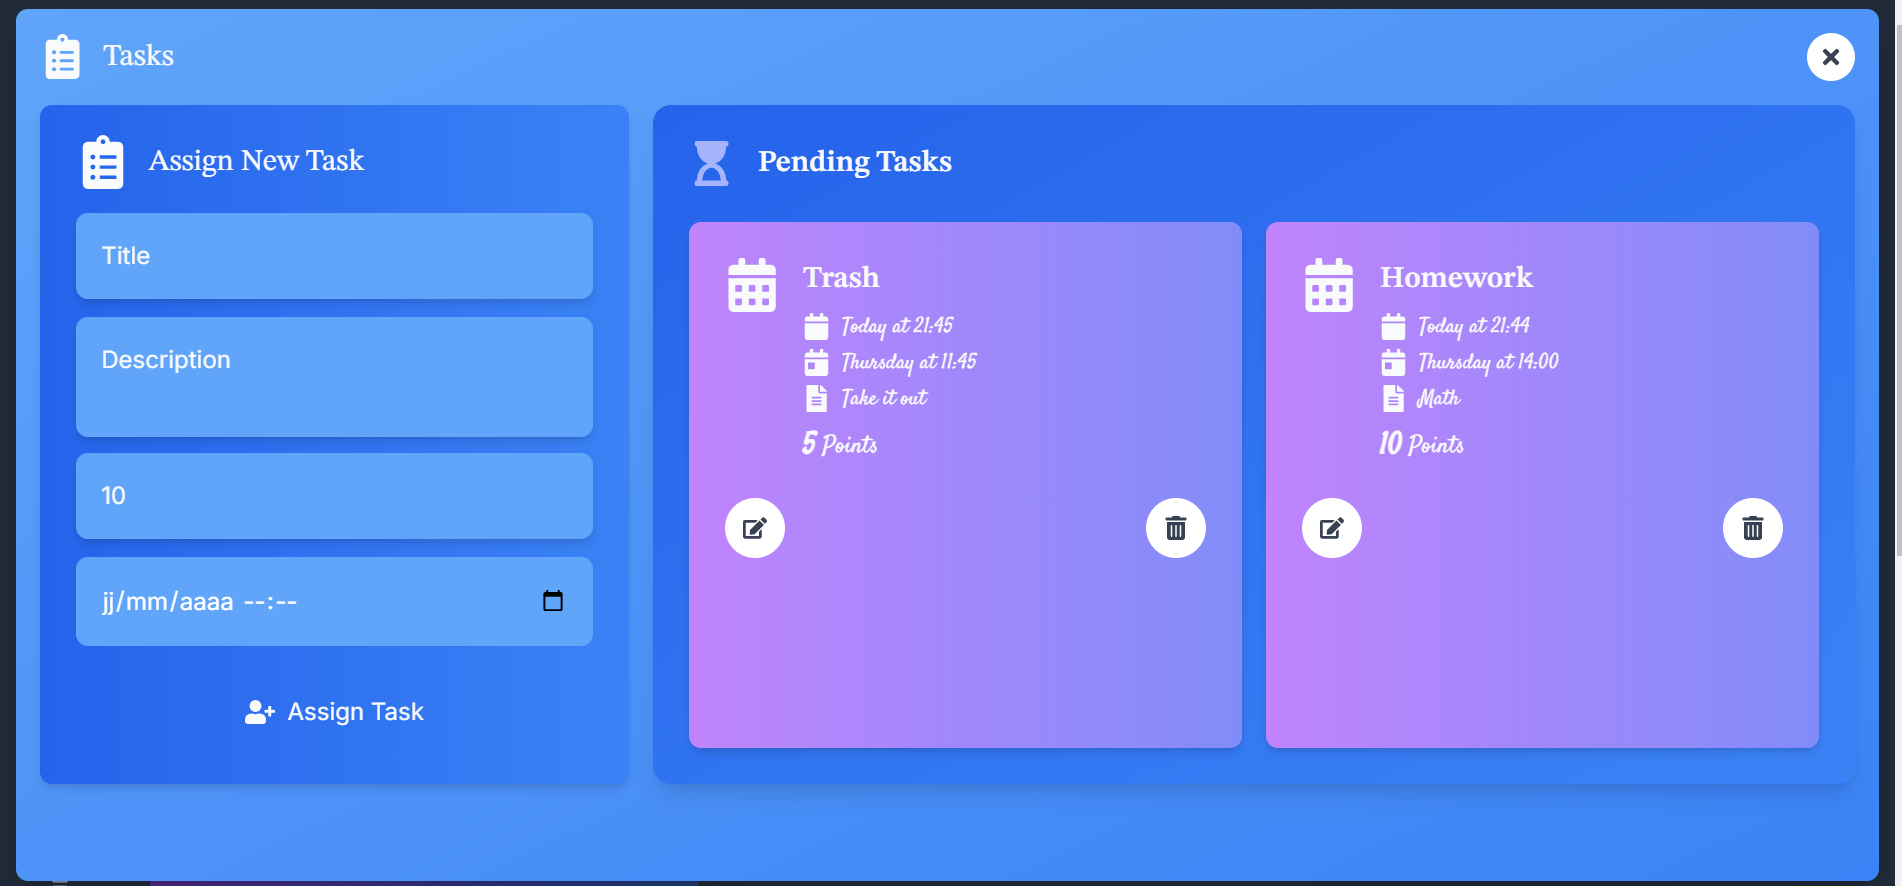 Tasks
Assign New Task
Title
Description
10
jj/mm/aaaa --:--
Assign Task
Pending Tasks
Trash
Today at 21:45
Thursday at 11:45
Take it out
5 Points
Homework
Today at 21:44
Thursday at 14:00
Math
10 Points